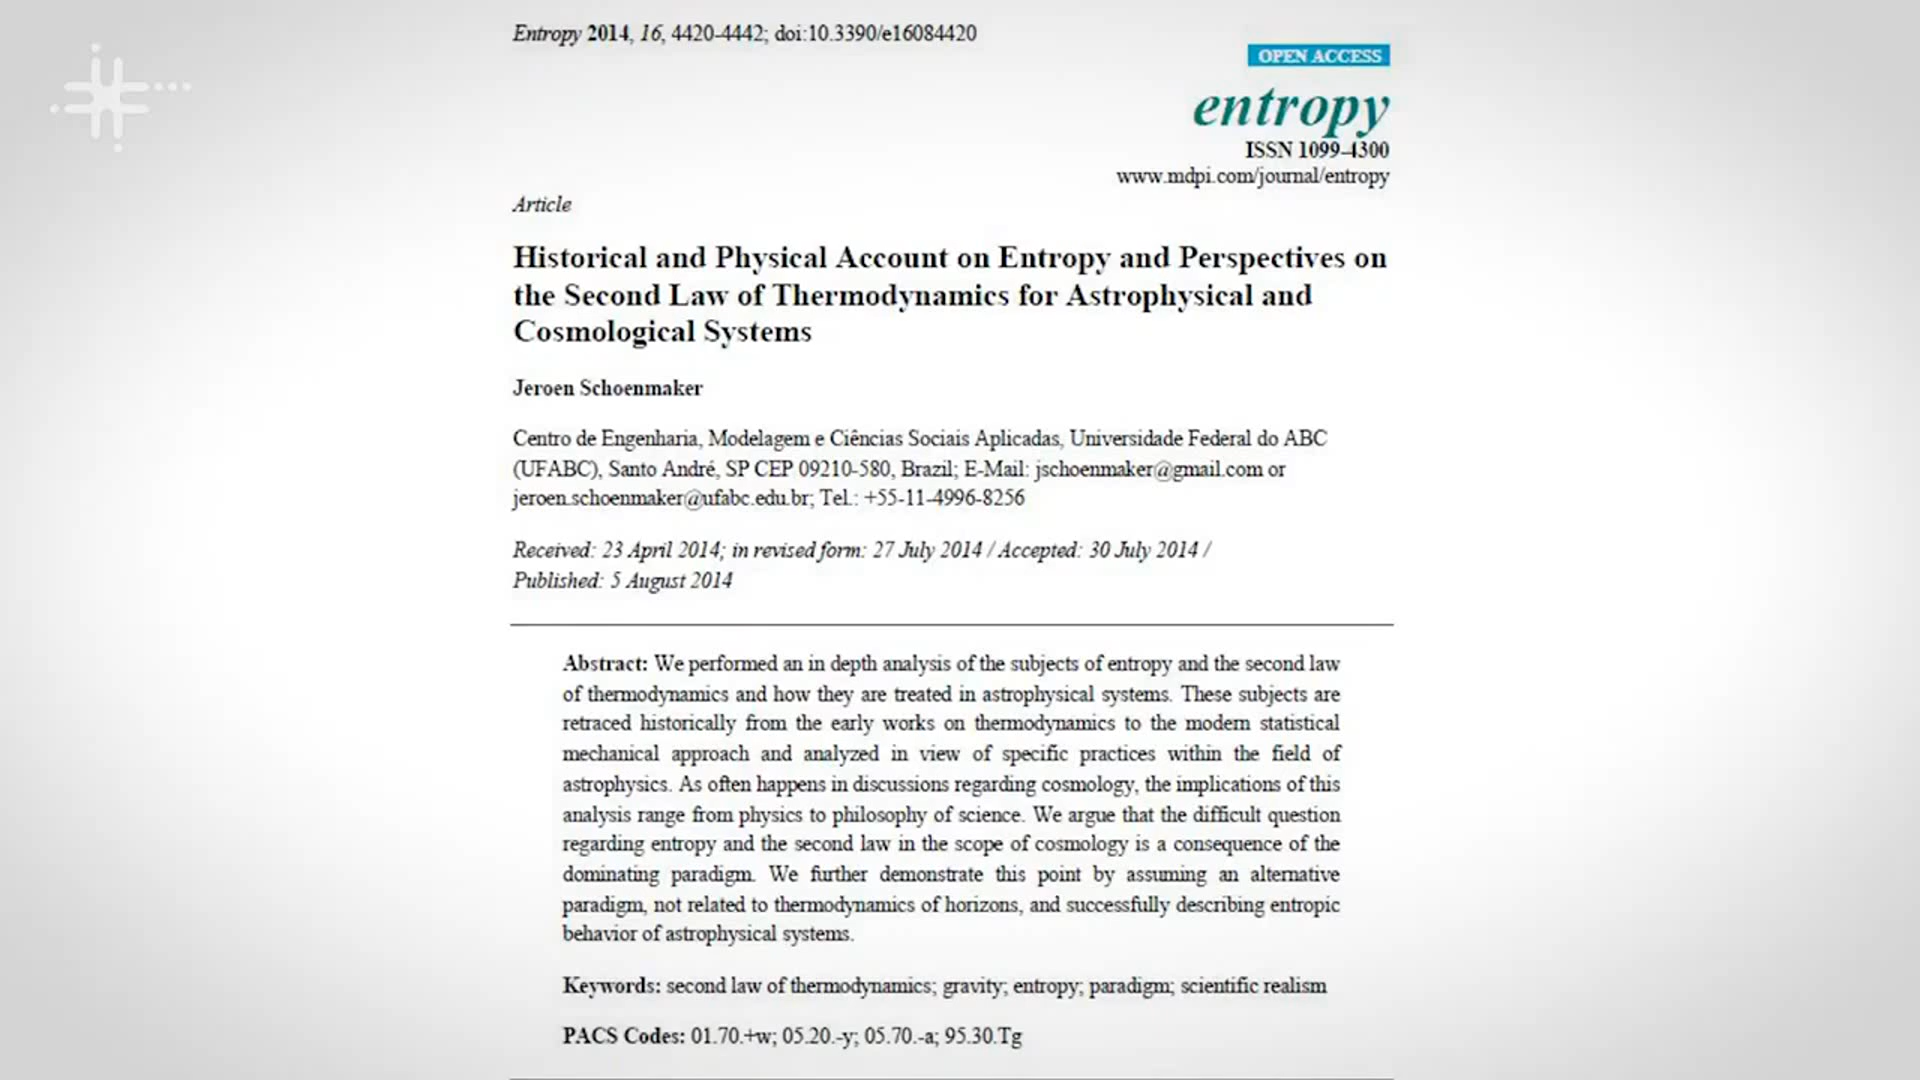 Entropy 2014, 16, 4420-4442; doi:10.3390/e16084420
OPEN ACCESS
entropy
ISSN 1099-4300
www.mdpi.com/journal/entropy
Article
Historical and Physical Account on Entropy and Perspectives on
the Second Law of Thermodynamics for Astrophysical and
Cosmological Systems
Jeroen Schoenmaker
Centro de Engenharia, Modelagem e Ciências Sociais Aplicadas, Universidade Federal do ABC
(UFABC), Santo André, SP CEP 09210-580, Brazil; E-Mail: jschoenmaker@gmail.com or
jeroen.schoenmaker@ufabc.edu.br; Tel.: +55-11-4996-8256
Received: 23 April 2014; in revised form: 27 July 2014 / Accepted: 30 July 2014 /
Published: 5 August 2014
Abstract: We performed an in depth analysis of the subjects of entropy and the second law
of thermodynamics and how they are treated in astrophysical systems. These subjects are
retraced historically from the early works on thermodynamics to the modern statistical
mechanical approach and analyzed in view of specific practices within the field of
astrophysics. As often happens in discussions regarding cosmology, the implications of this
analysis range from physics to philosophy of science. We argue that the difficult question
regarding entropy and the second law in the scope of cosmology is a consequence of the
dominating paradigm. We further demonstrate this point by assuming an alternative
paradigm, not related to thermodynamics of horizons, and successfully describing entropic
behavior of astrophysical systems.
Keywords: second law of thermodynamics; gravity; entropy; paradigm; scientific realism
PACS Codes: 01.70.+w; 05.20.-y; 05.70.-a; 95.30.Tg